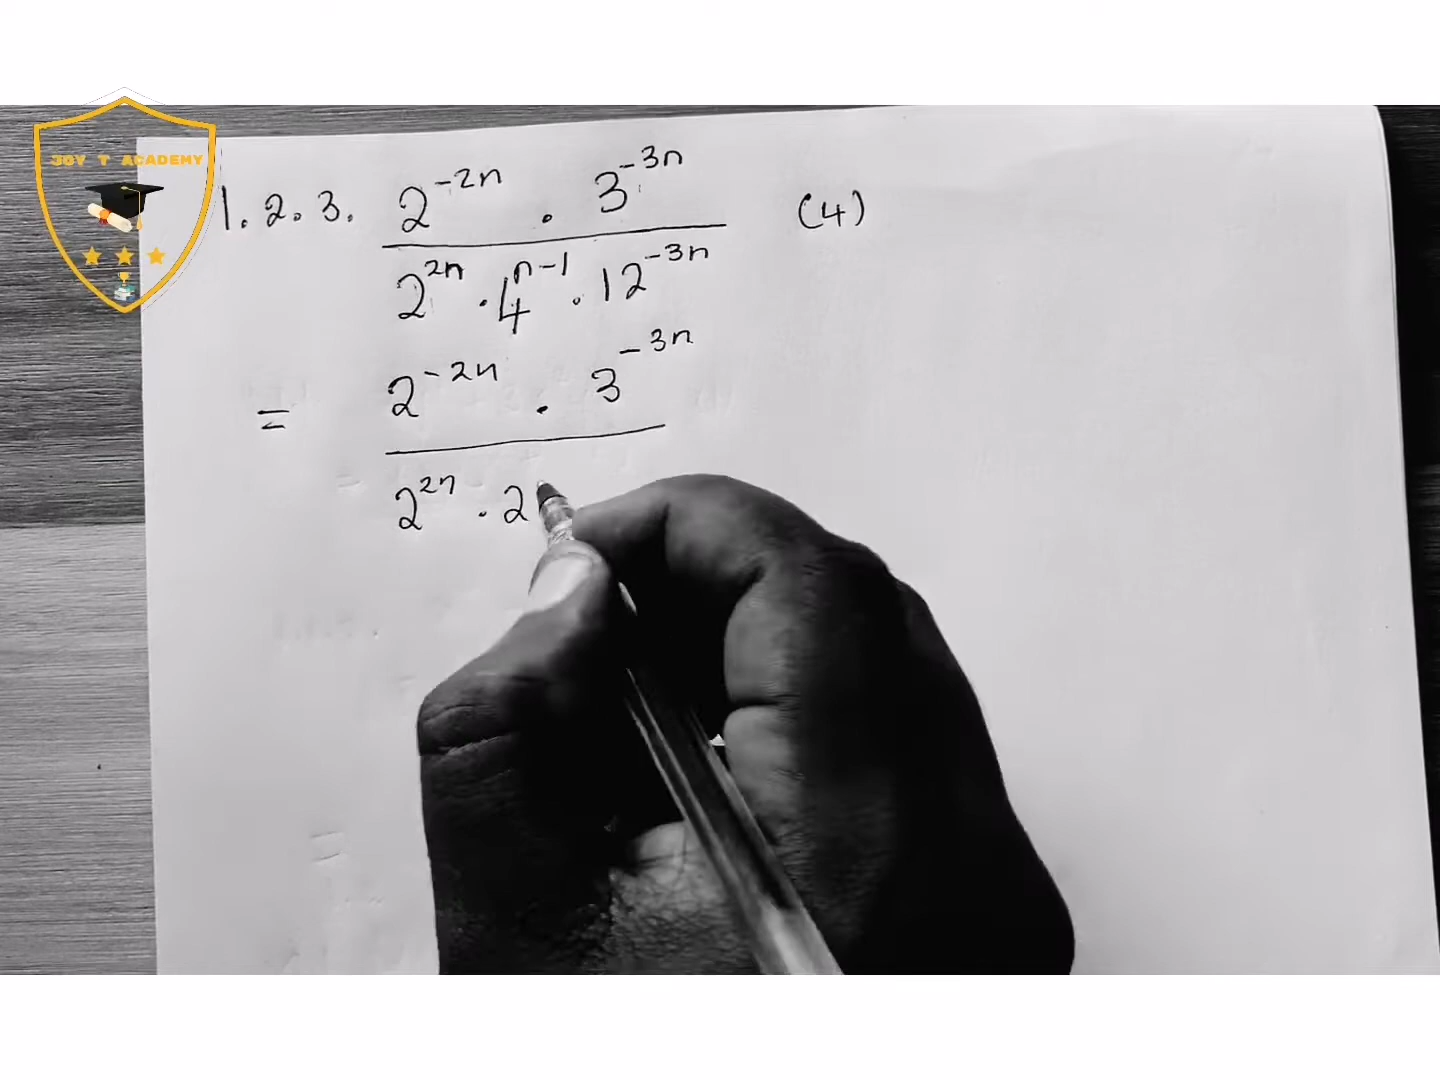 JOY T ACADEMY
1.2.3. 2^{-2n} . 3^{-3n} (4)
2^{2n} . 4^{n-1} . 12^{-3n}
= 2^{-2n} . 3^{-3n}
2^{2n} . 2